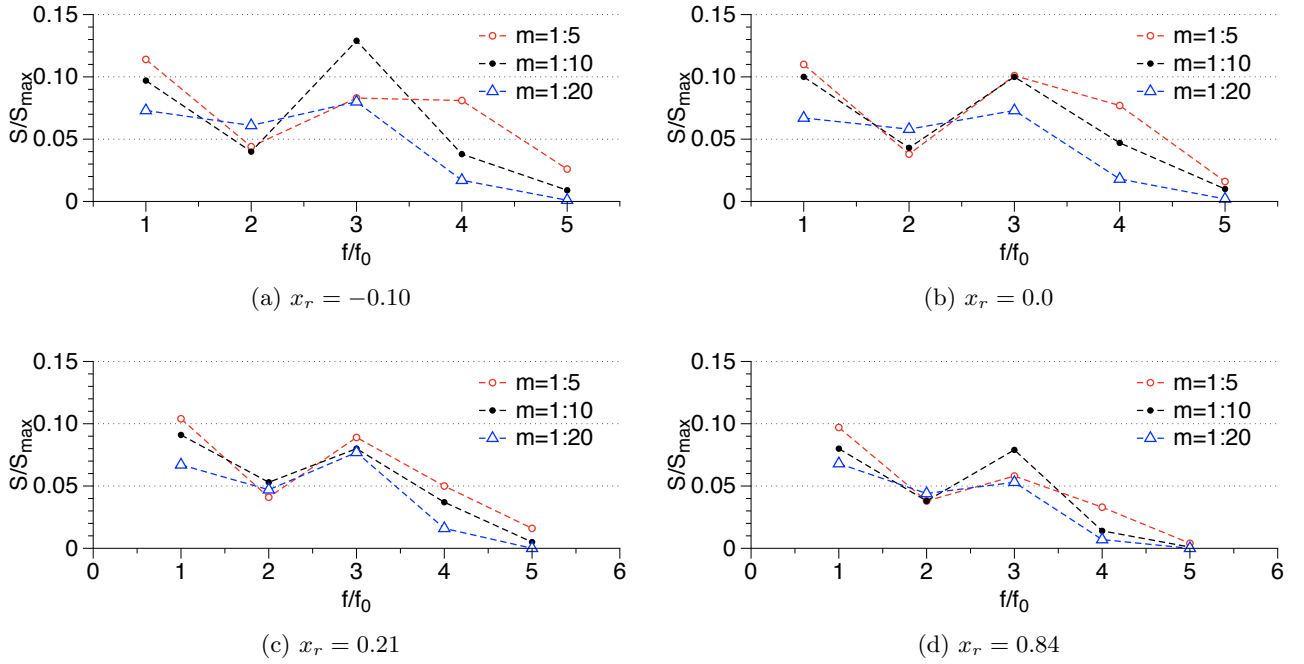 0.15
0.10
0.05
0
S/Smax
m=1:5
m=1:10
m=1:20
1 2 3 4 5
f/f0
(a) x_r = −0.10
0.15
0.10
0.05
0
S/Smax
m=1:5
m=1:10
m=1:20
1 2 3 4 5
f/f0
(b) x_r = 0.0
0.15
0.10
0.05
0
S/Smax
m=1:5
m=1:10
m=1:20
0 1 2 3 4 5 6
f/f0
(c) x_r = 0.21
0.15
0.10
0.05
0
S/Smax
m=1:5
m=1:10
m=1:20
0 1 2 3 4 5 6
f/f0
(d) x_r = 0.84